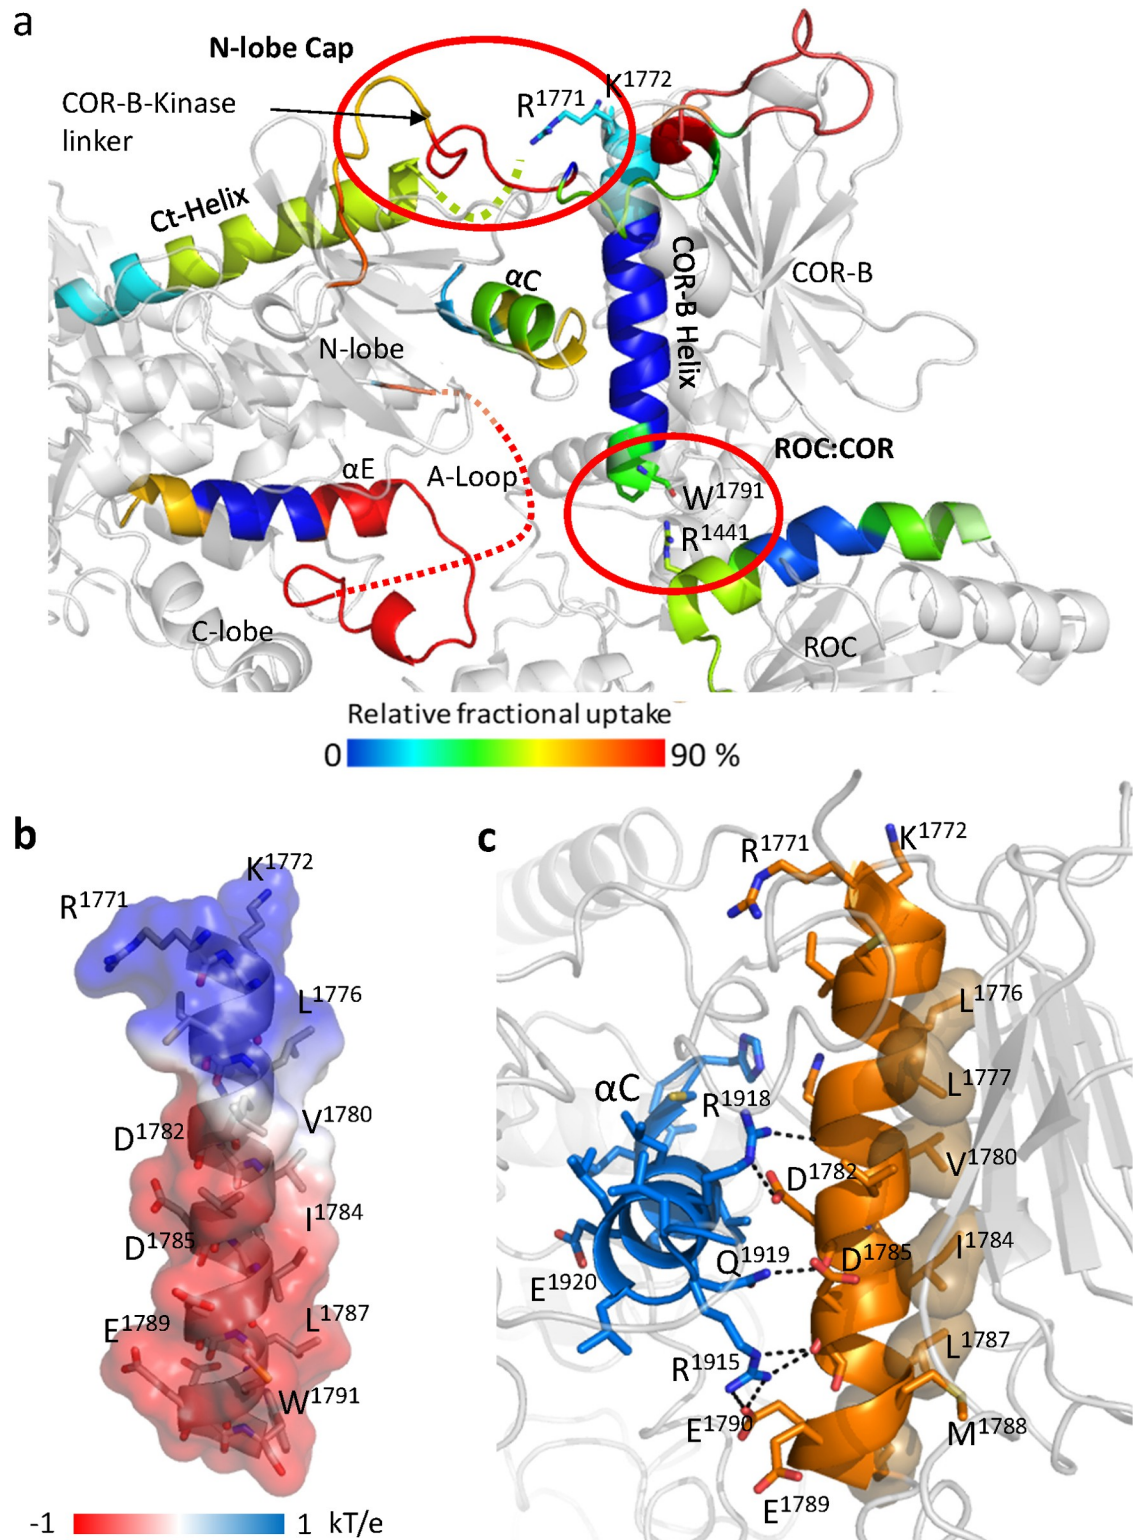 a
N-lobe Cap
COR-B-Kinase
linker
R1771
K1772
Ct-Helix
αC
COR-B Helix
COR-B
N-lobe
ROC:COR
αE
A-Loop
W1791
R1441
C-lobe
ROC
Relative fractional uptake
0
90 %
b
K1772
R1771
L1776
D1782
V1780
D1785
I1784
E1789
L1787
W1791
-1
1 kT/e
c
R1771
K1772
L1776
L1777
αC
R1918
D1782
V1780
Q1919
D1785
I1784
E1920
R1915
L1787
E1790
M1788
E1789